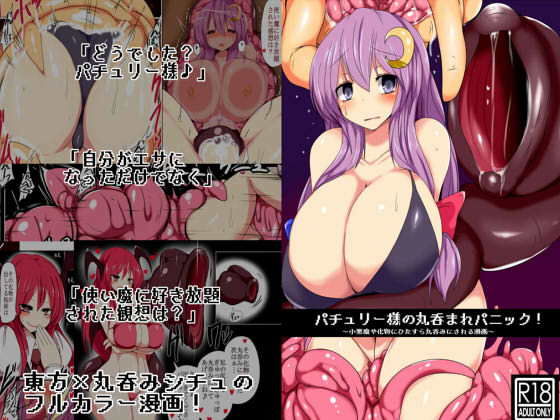 「どうでした?
パチュリー様♪」
「自分がエサに
なっただけでなく」
「使い魔に好き放題
された観想は?」
東方×丸呑みシチュの
フルカラー漫画!
パチュリー様の丸呑まれパニック!
～小悪魔や化物にひたすら丸呑みにされる漫画～
R18
ADULT ONLY